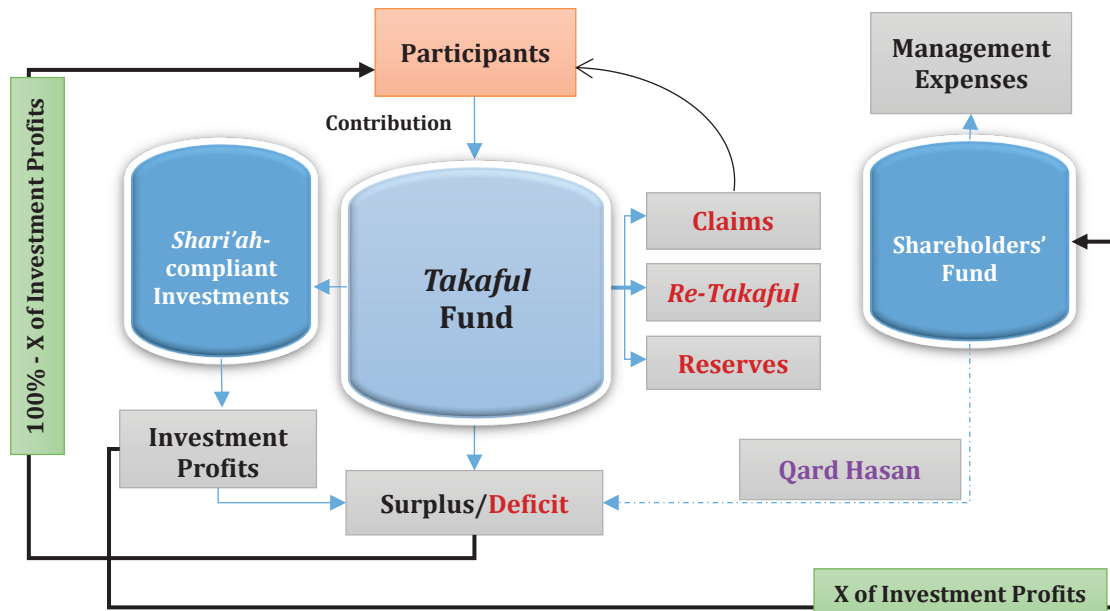 Participants
Management
Expenses
100% - X of Investment Profits
Contribution
Shari’ah-
compliant
Investments
Takaful
Fund
Claims
Re-Takaful
Reserves
Shareholders’
Fund
Investment
Profits
Surplus/Deficit
Qard Hasan
X of Investment Profits